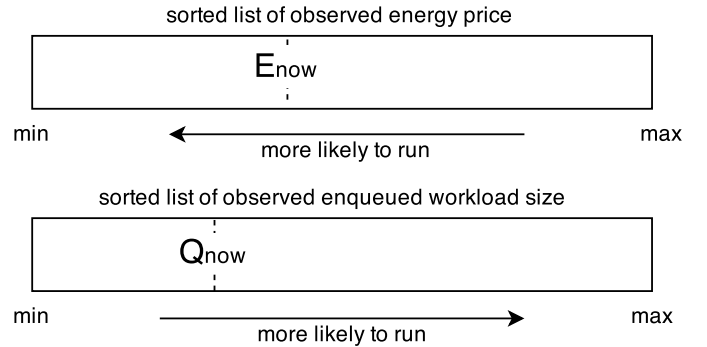 sorted list of observed energy price
Enow
min
max
more likely to run
sorted list of observed enqueued workload size
Qnow
min
max
more likely to run